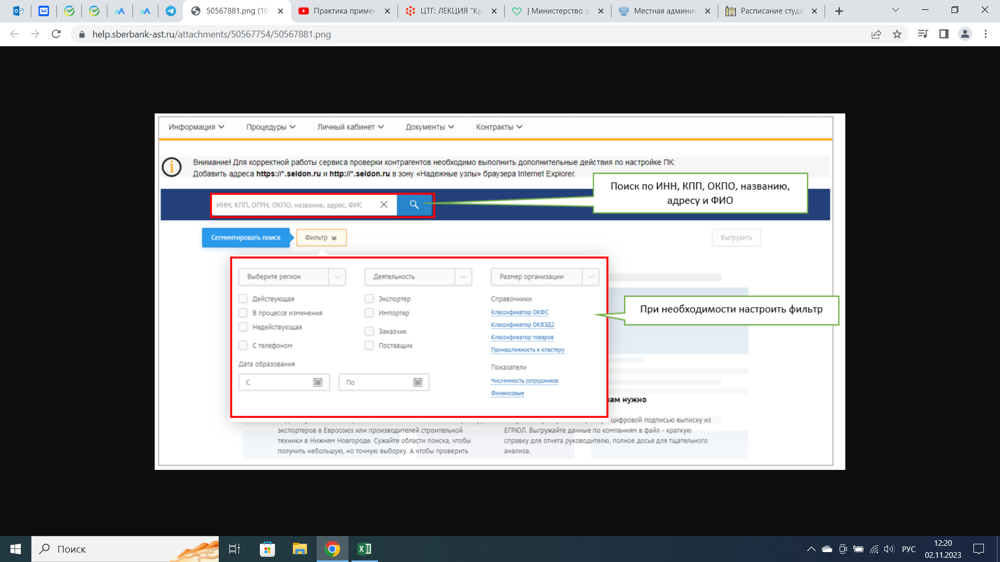 50567881.png (10
Практика примен
ЦТГ: ЛЕКЦИЯ "Кр
| Министерство з
Местная админис
Расписание студе
help.sberbank-ast.ru/attachments/50567754/50567881.png
Информация
Процедуры
Личный кабинет
Документы
Контракты
Внимание! Для корректной работы сервиса проверки контрагентов необходимо выполнить дополнительные действия по настройке ПК:
Добавить адреса https://*.seldon.ru и http://*.seldon.ru в зону «Надежные узлы» браузера Internet Explorer.
Поиск по ИНН, КПП, ОКПО, названию,
адресу и ФИО
ИНН, КПП, ОГРН, ОКПО, название, адрес, ФИО
Сегментировать поиск
Фильтр
Выгрузить
Выберите регион
Деятельность
Размер организации
Действующая
Экспортер
Справочники
В процессе изменения
Импортер
Классификатор ОКФС
При необходимости настроить фильтр
Недействующая
Заказчик
Классификатор ОКВЭД2
С телефоном
Поставщик
Классификатор товаров
Принадлежность к кластеру
Дата образования
Показатели
С
По
Численность сотрудников
Финансовые
вам нужно
цифровой подписью выписку из
экспортеров в Евросоюз или производителей строительной
ЕГРЮЛ. Выгружайте данные по компаниям в файл - краткую
техники в Нижнем Новгороде. Сужайте области поиска, чтобы
справку для отчета руководителю, полное досье для тщательного
получить небольшую, но точную выборку. А чтобы проверить
анализа.
Поиск
РУС
12:20
02.11.2023